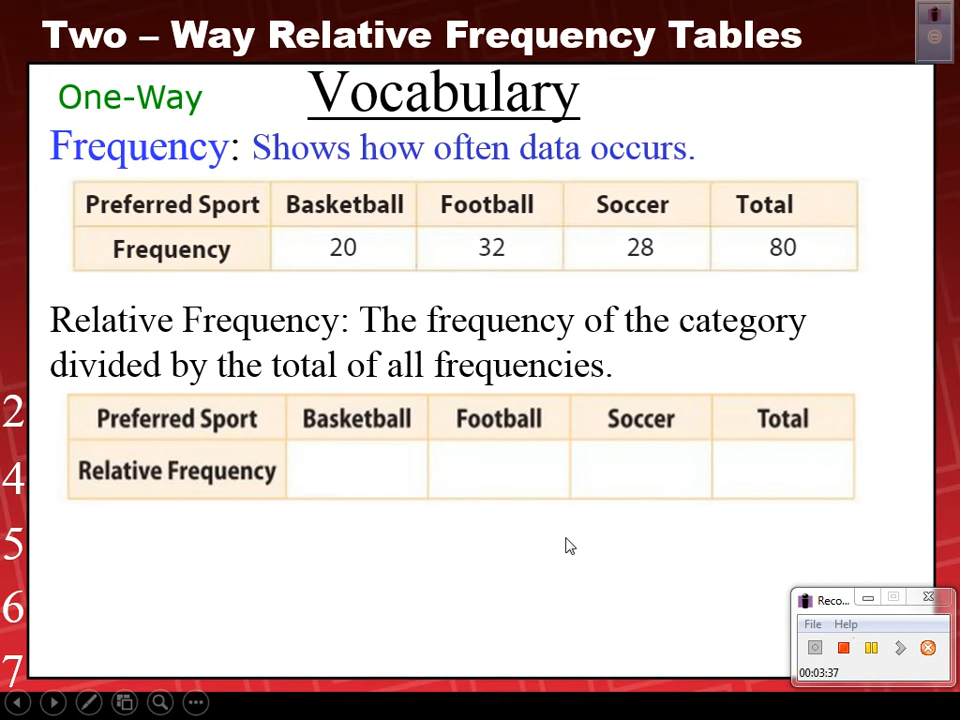 Two – Way Relative Frequency Tables
One-Way
Vocabulary
Frequency: Shows how often data occurs.
Preferred Sport Basketball Football Soccer Total
Frequency 20 32 28 80
Relative Frequency: The frequency of the category
divided by the total of all frequencies.
Preferred Sport Basketball Football Soccer Total
Relative Frequency
2
4
5
6
7
Reco...
File Help
00:03:37